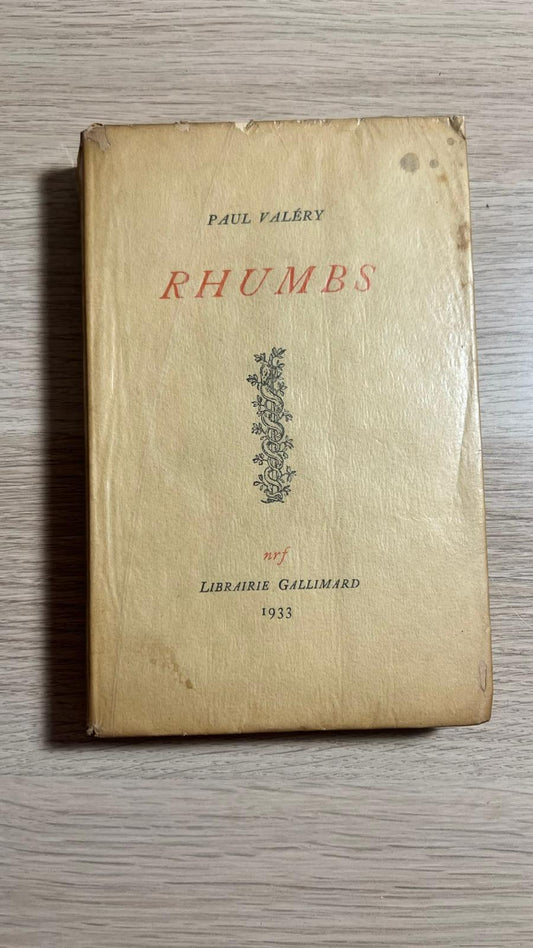 PAUL VALÉRY
RHUMBS
nrf
LIBRAIRIE GALLIMARD
1933